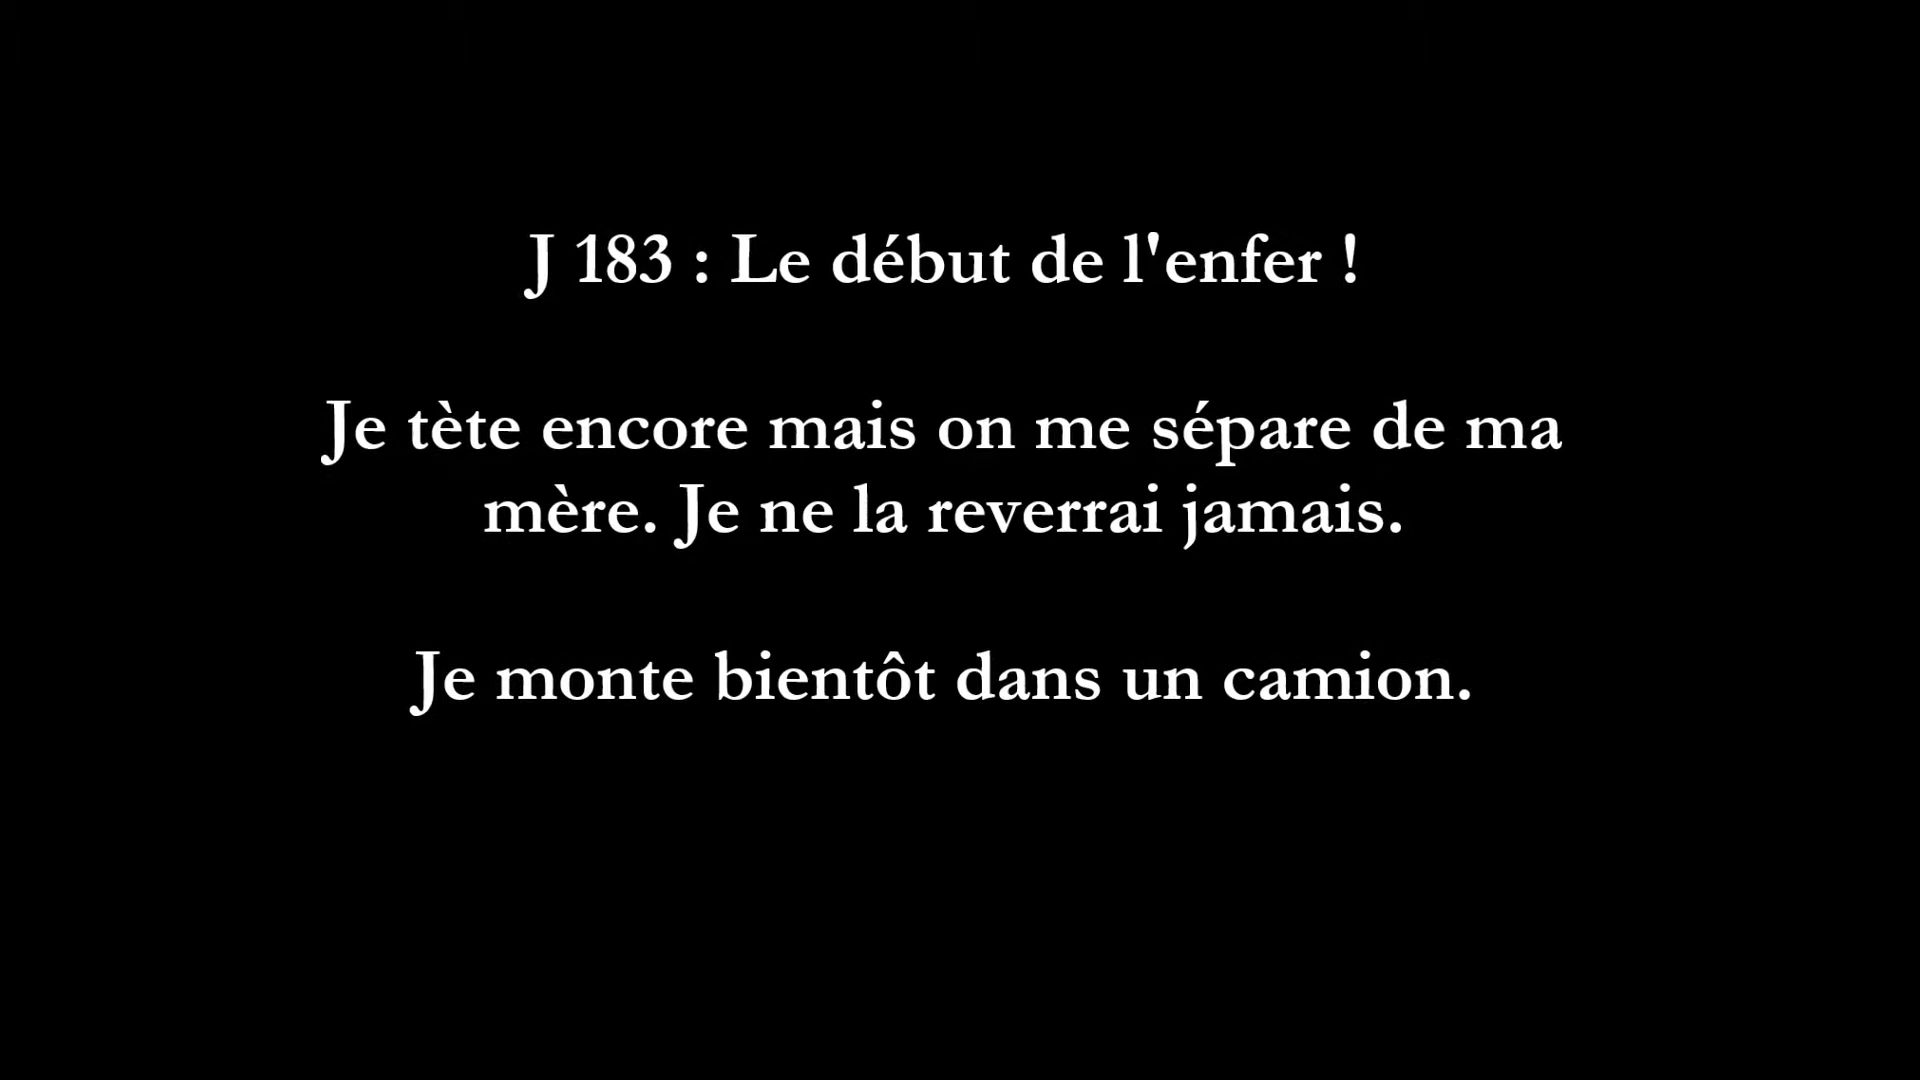 J 183 : Le début de l'enfer !
Je tète encore mais on me sépare de ma
mère. Je ne la reverrai jamais.
Je monte bientôt dans un camion.